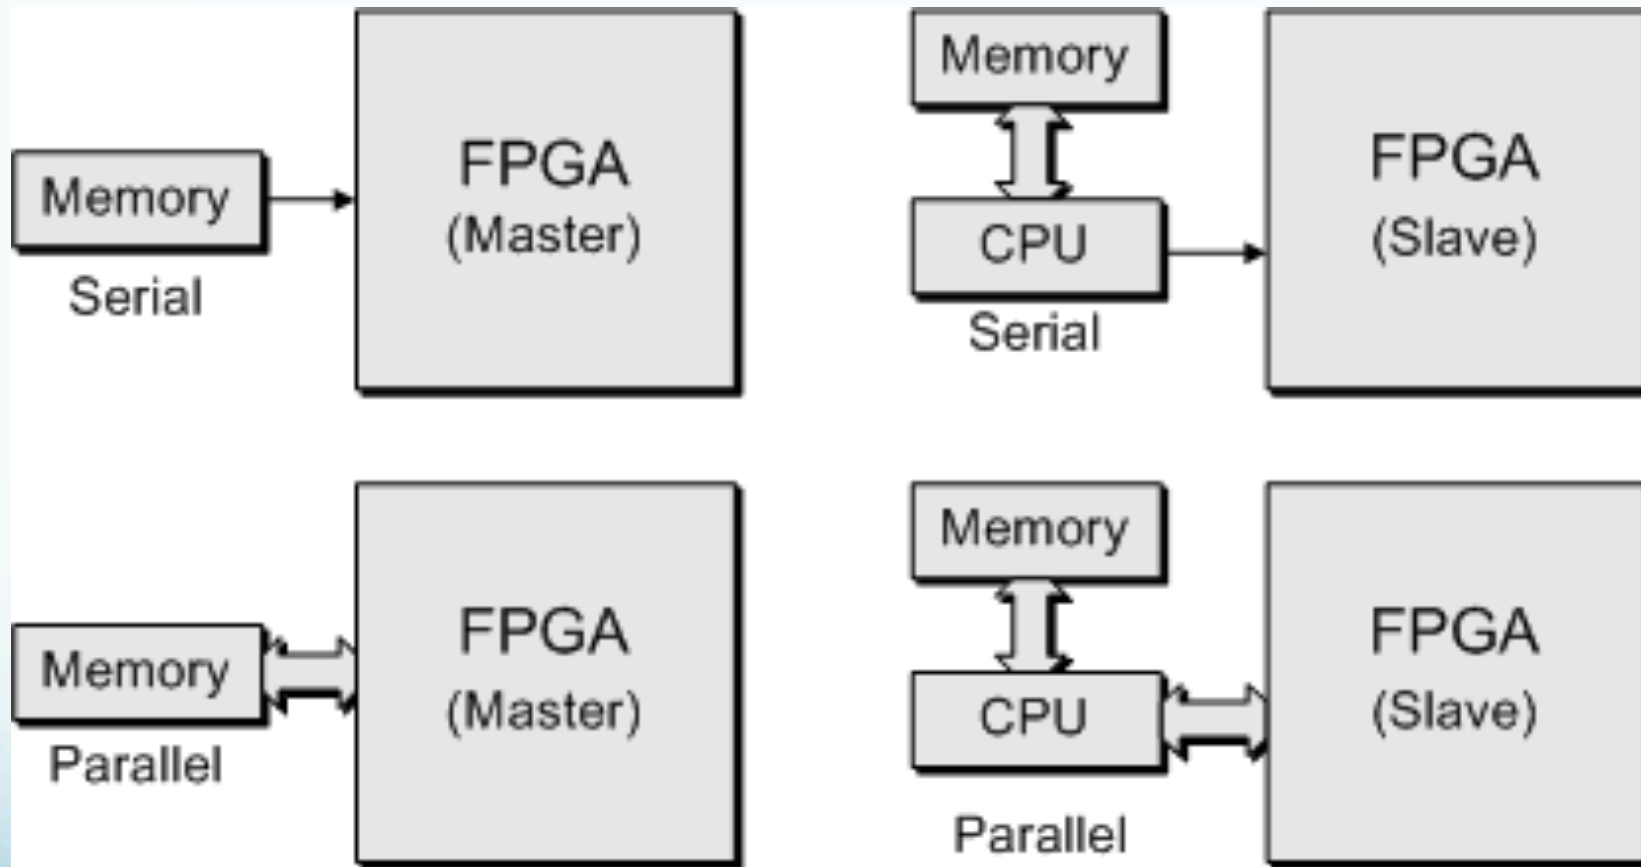 Memory
Serial
FPGA
(Master)
Memory
CPU
Serial
FPGA
(Slave)
Memory
Parallel
FPGA
(Master)
Memory
CPU
Parallel
FPGA
(Slave)